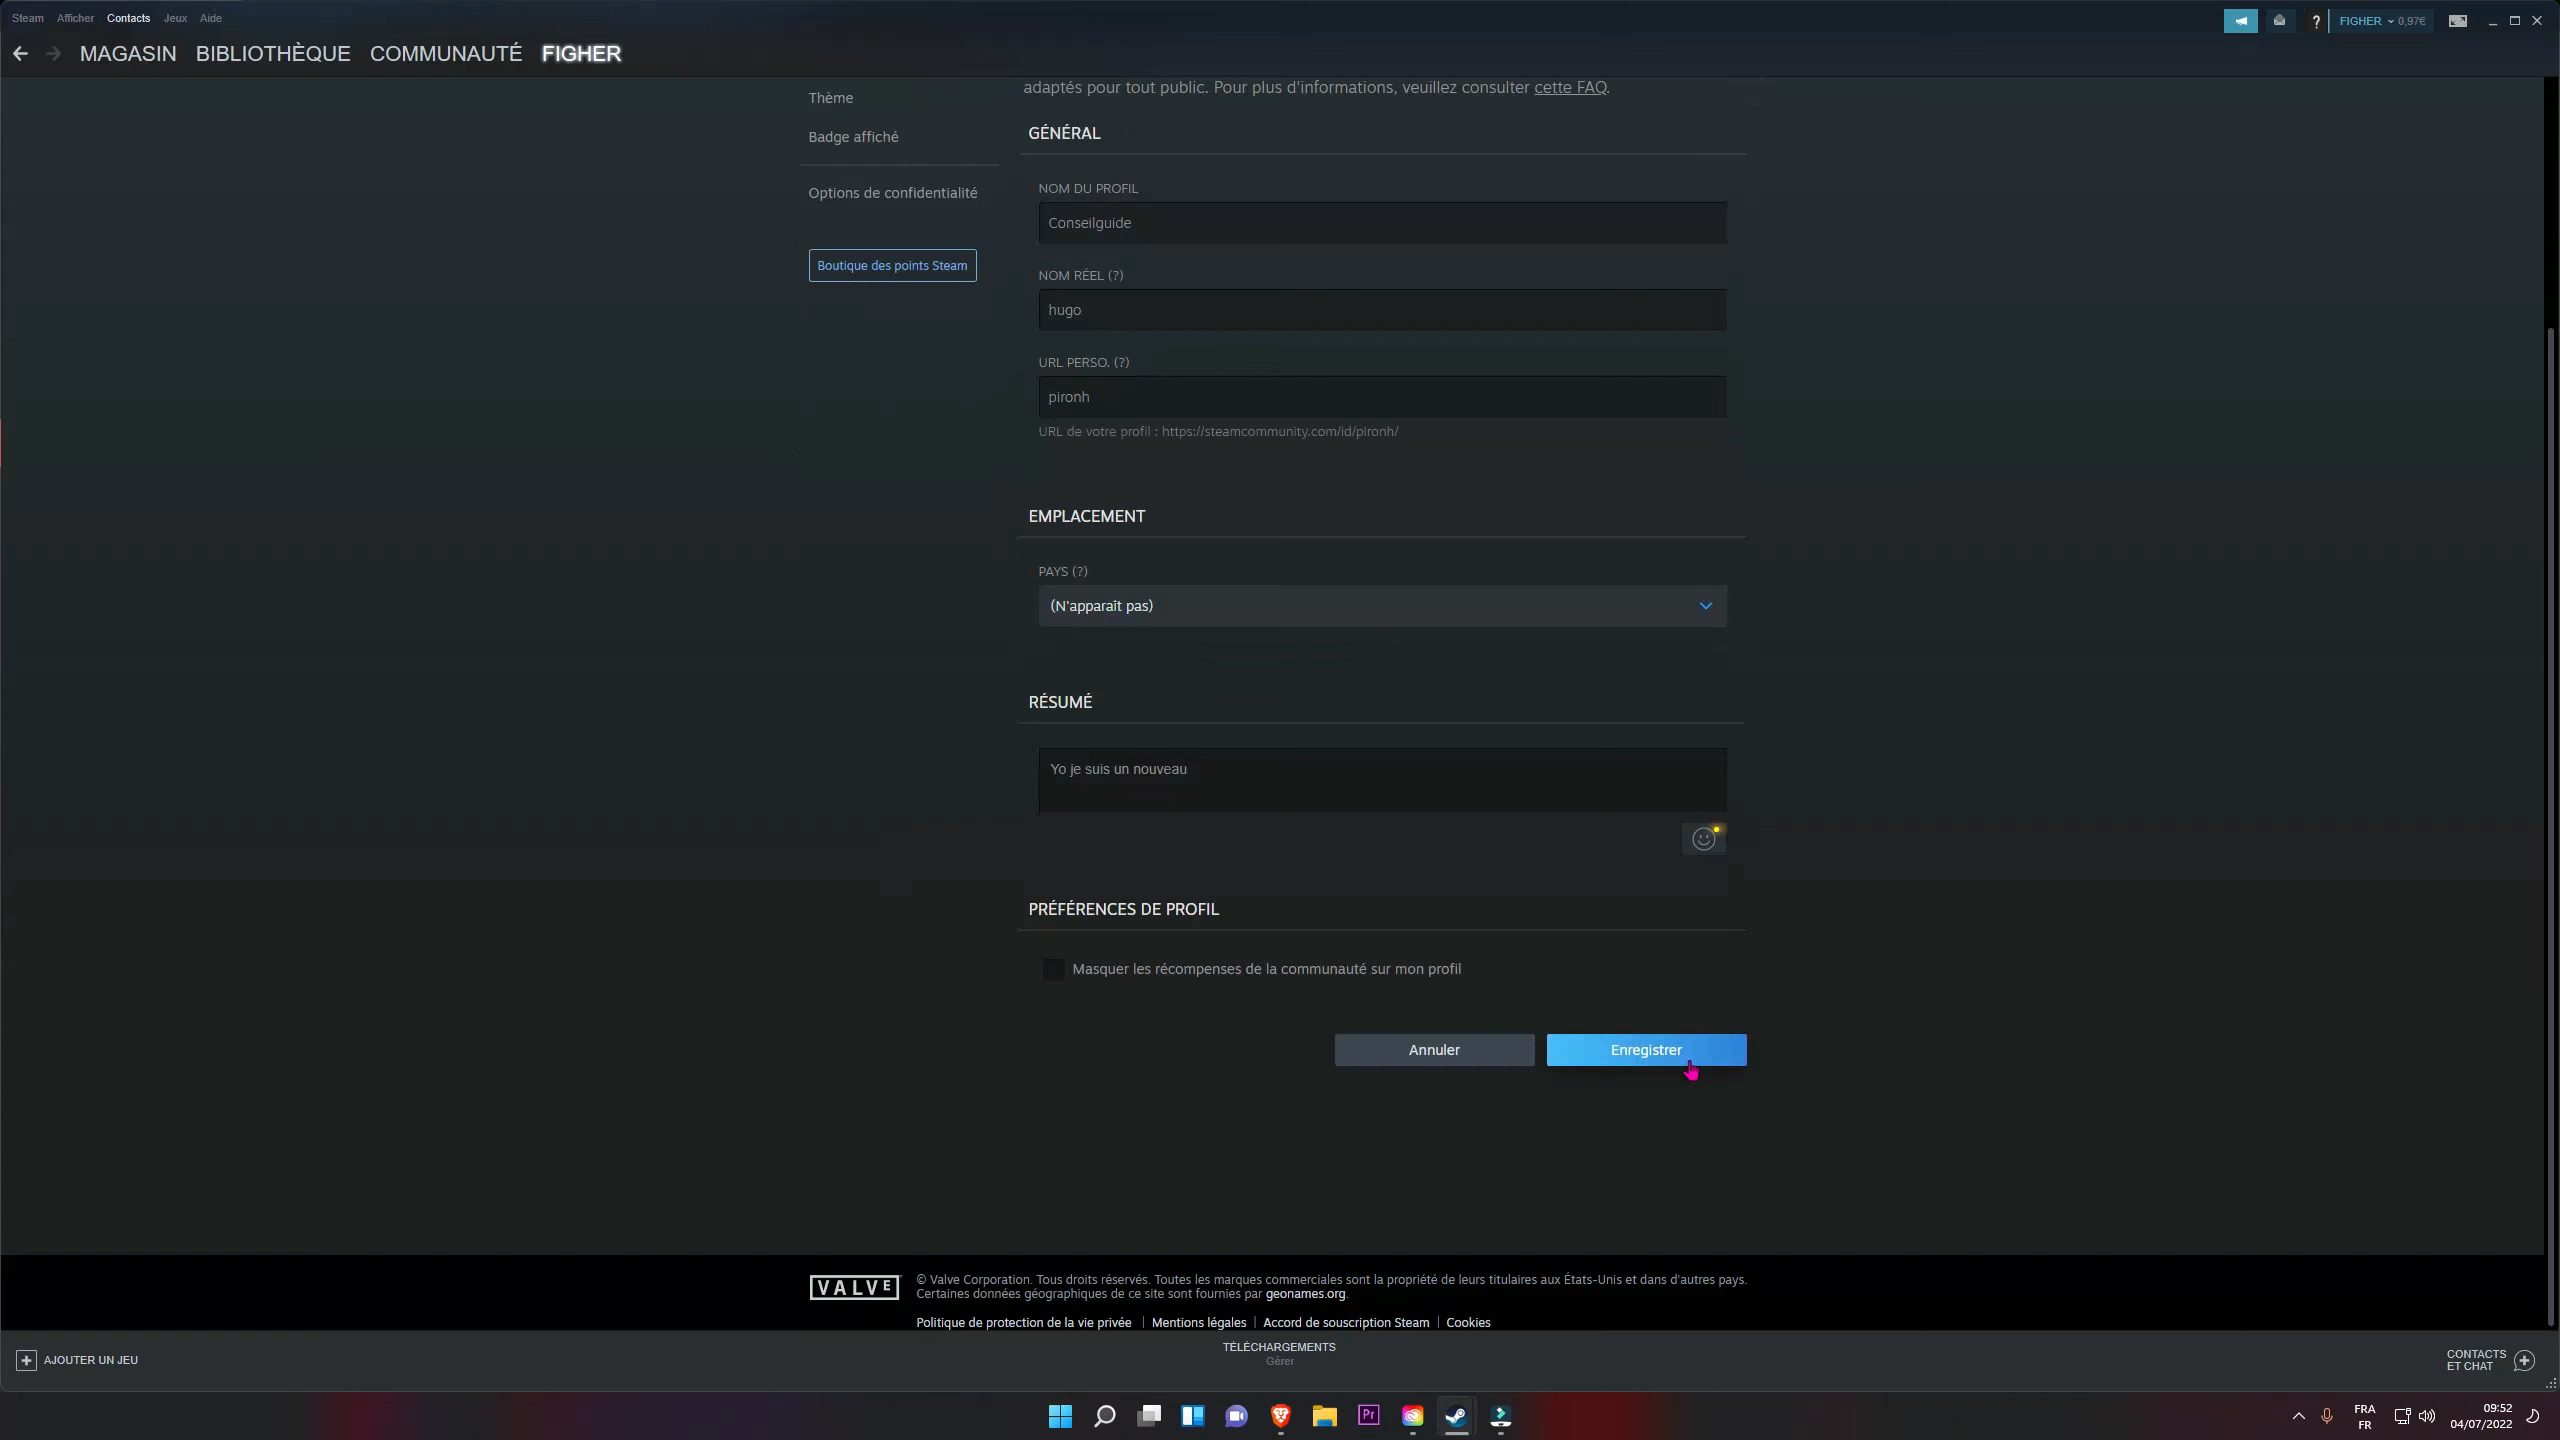 Steam Afficher Contacts Jeux Aide
? FIGHER 0,97€
MAGASIN BIBLIOTHÈQUE COMMUNAUTÉ FIGHER
Thème
Badge affiché
Options de confidentialité
Boutique des points Steam
adaptés pour tout public. Pour plus d'informations, veuillez consulter cette FAQ.
GÉNÉRAL
NOM DU PROFIL
Conseilguide
NOM RÉEL (?)
hugo
URL PERSO. (?)
pironh
URL de votre profil : https://steamcommunity.com/id/pironh/
EMPLACEMENT
PAYS (?)
(N'apparaît pas)
RÉSUMÉ
Yo je suis un nouveau
PRÉFÉRENCES DE PROFIL
Masquer les récompenses de la communauté sur mon profil
Annuler
Enregistrer
VALVE
© Valve Corporation. Tous droits réservés. Toutes les marques commerciales sont la propriété de leurs titulaires aux États-Unis et dans d'autres pays.
Certaines données géographiques de ce site sont fournies par geonames.org.
Politique de protection de la vie privée | Mentions légales | Accord de souscription Steam | Cookies
AJOUTER UN JEU
TÉLÉCHARGEMENTS
Gérer
CONTACTS
ET CHAT
Pr
FRA
FR
09:52
04/07/2022